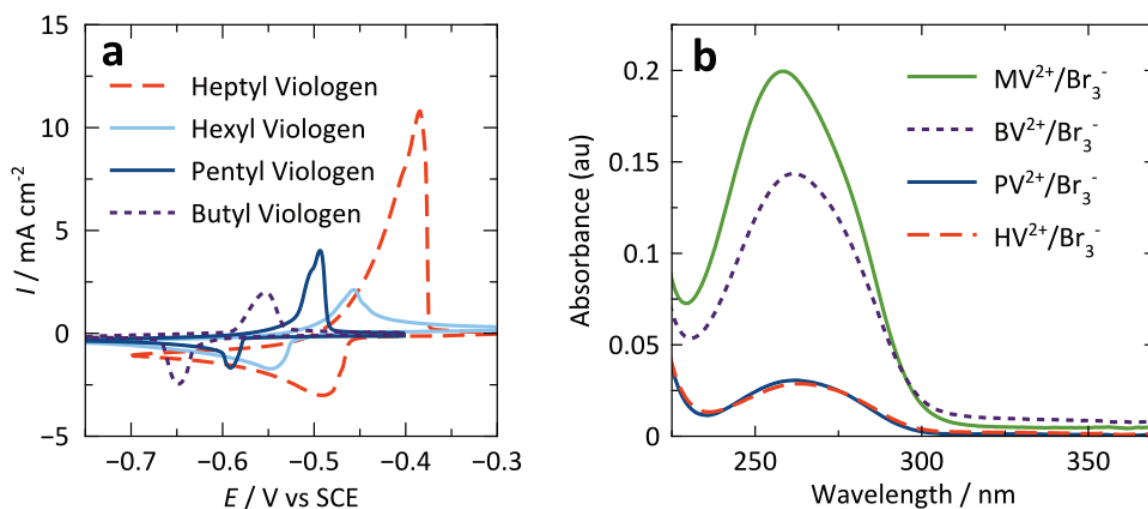 a
15
10
5
0
−5
I / mA cm⁻²
Heptyl Viologen
Hexyl Viologen
Pentyl Viologen
Butyl Viologen
−0.7
−0.6
−0.5
−0.4
−0.3
E / V vs SCE
b
0.2
0.15
0.1
0.05
0
Absorbance (au)
MV²⁺/Br₃⁻
BV²⁺/Br₃⁻
PV²⁺/Br₃⁻
HV²⁺/Br₃⁻
250
300
350
Wavelength / nm